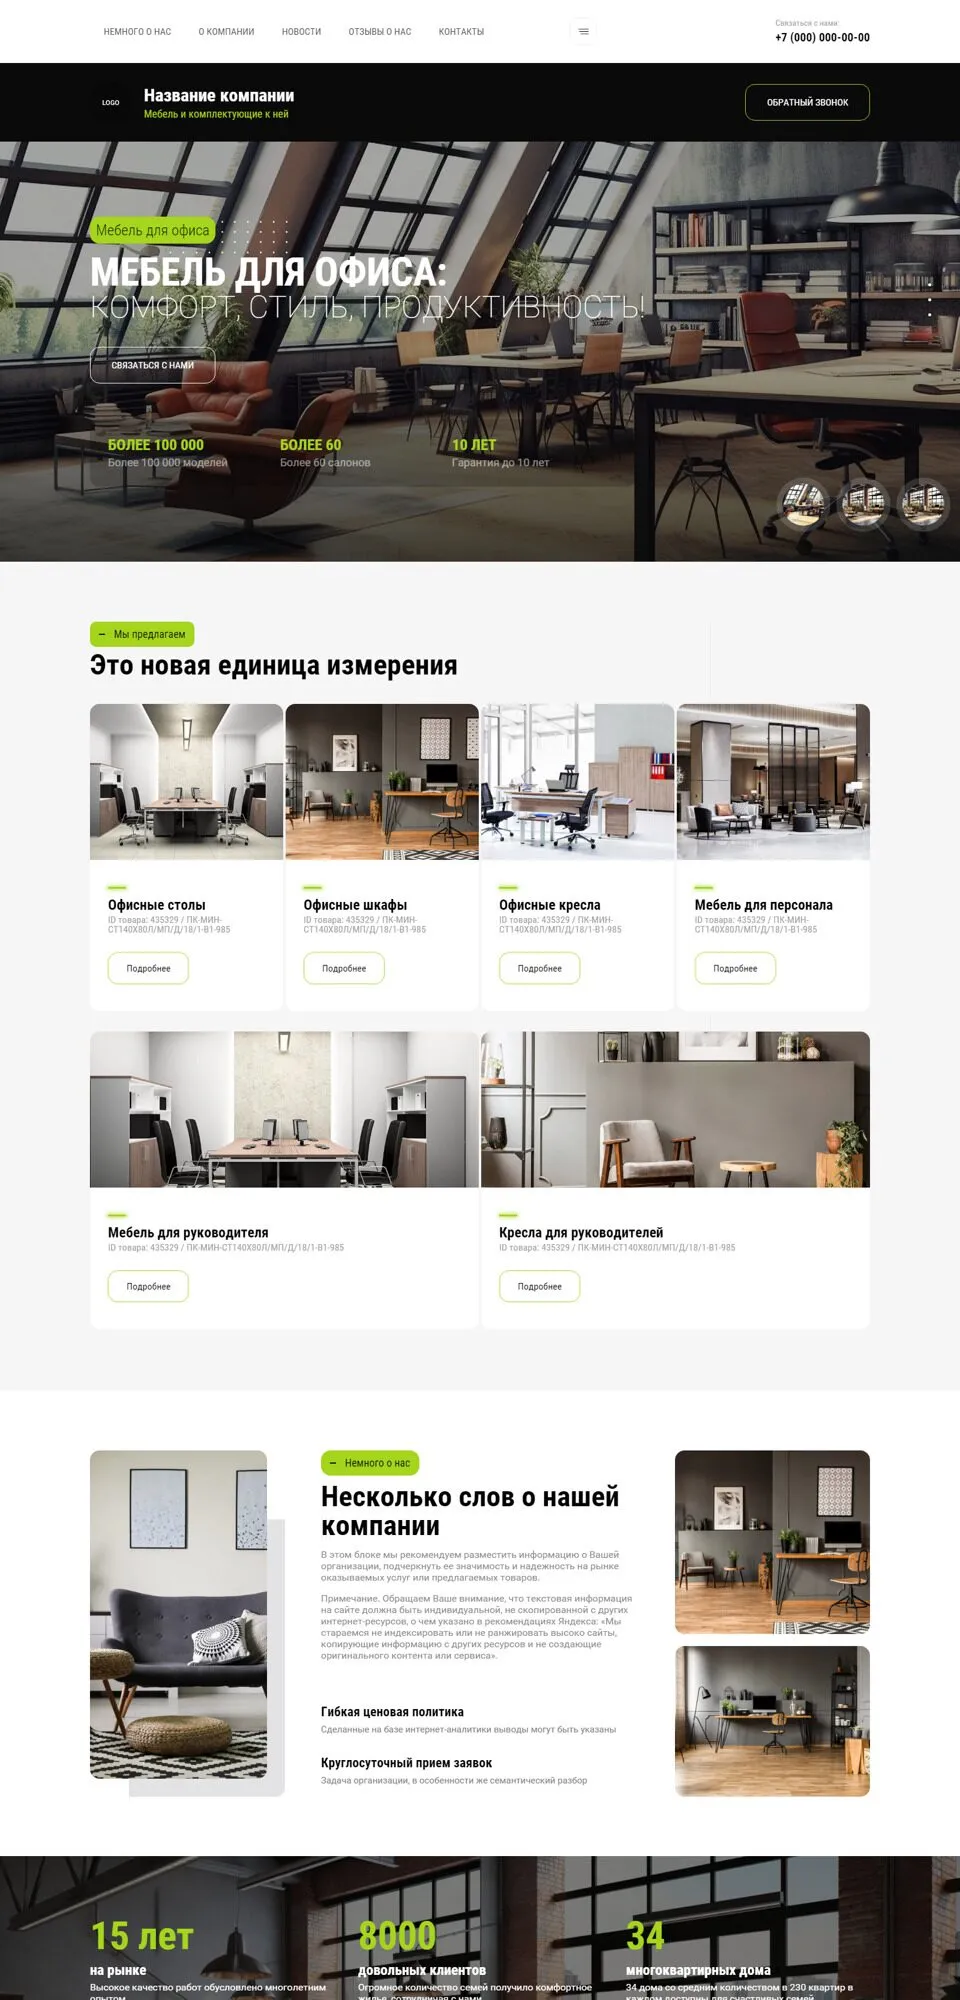 НЕМНОГО О НАС О КОМПАНИИ НОВОСТИ ОТЗЫВЫ О НАС КОНТАКТЫ
Связаться с нами:
+7 (000) 000-00-00
LOGO
Название компании
Мебель и комплектующие к ней
ОБРАТНЫЙ ЗВОНОК
Мебель для офиса
МЕБЕЛЬ ДЛЯ ОФИСА:
КОМФОРТ, СТИЛЬ, ПРОДУКТИВНОСТЬ!
СВЯЗАТЬСЯ С НАМИ
БОЛЕЕ 100 000
Более 100 000 моделей
БОЛЕЕ 60
Более 60 салонов
10 ЛЕТ
Гарантия до 10 лет
Мы предлагаем
Это новая единица измерения
Офисные столы
ID товара: 435329 / ПК-МИН-
СТ140Х80Л/МП/Д/18/1-В1-985
Подробнее
Офисные шкафы
ID товара: 435329 / ПК-МИН-
СТ140Х80Л/МП/Д/18/1-В1-985
Подробнее
Офисные кресла
ID товара: 435329 / ПК-МИН-
СТ140Х80Л/МП/Д/18/1-В1-985
Подробнее
Мебель для персонала
ID товара: 435329 / ПК-МИН-
СТ140Х80Л/МП/Д/18/1-В1-985
Подробнее
Мебель для руководителя
ID товара: 435329 / ПК-МИН-СТ140Х80Л/МП/Д/18/1-В1-985
Подробнее
Кресла для руководителей
ID товара: 435329 / ПК-МИН-СТ140Х80Л/МП/Д/18/1-В1-985
Подробнее
Немного о нас
Несколько слов о нашей
компании
В этом блоке мы рекомендуем разместить информацию о Вашей
организации, подчеркнуть ее значимость и надежность на рынке
оказываемых услуг или предлагаемых товаров.
Примечание. Обращаем Ваше внимание, что текстовая информация
на сайте должна быть индивидуальной, не скопированной с других
интернет-ресурсов, о чем указано в рекомендациях Яндекса: «Мы
стараемся не индексировать или не ранжировать высоко сайты,
копирующие информацию с других ресурсов и не создающие
оригинального контента или сервиса».
Гибкая ценовая политика
Сделанные на базе интернет-аналитики выводы могут быть указаны
Круглосуточный прием заявок
Задача организации, в особенности же семантический разбор
15 лет
на рынке
Высокое качество работ обусловлено многолетним
опытом
8000
довольных клиентов
Огромное количество семей получило комфортное
жилье, сотрудничая с нами
34
многоквартирных дома
34 дома со средним количеством в 230 квартир в
каждом доступны для счастливых семей